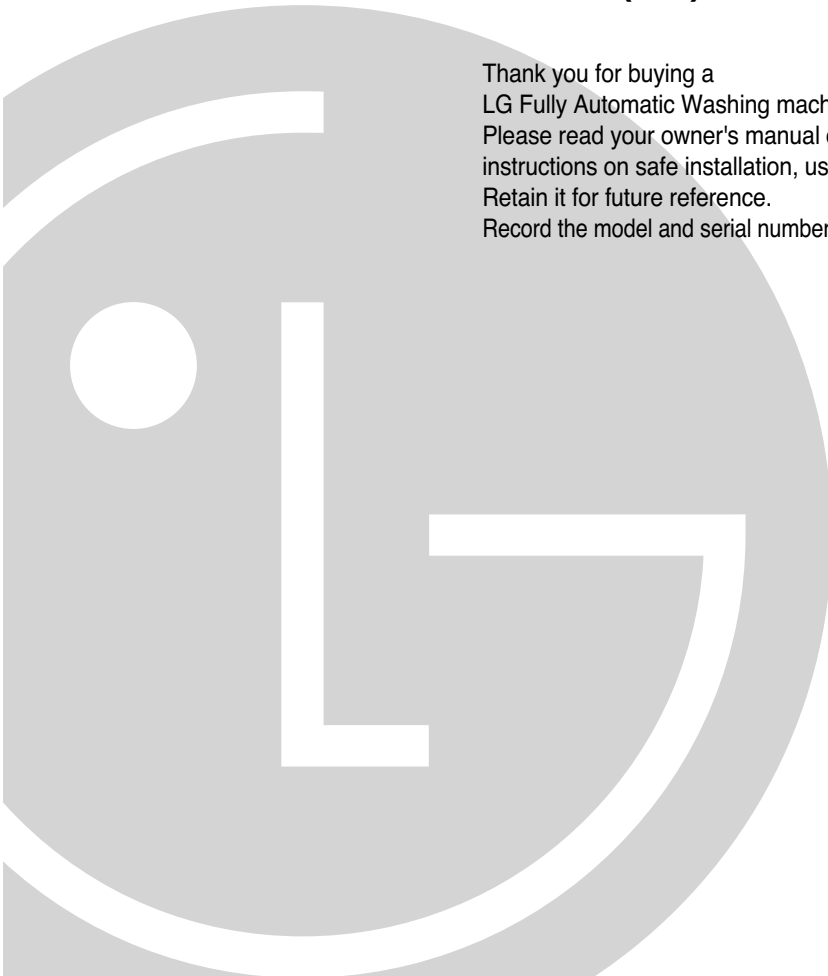 Thank you for buying a
LG Fully Automatic Washing mach
Please read your owner's manual
instructions on safe installation, us
Retain it for future reference.
Record the model and serial number
LG